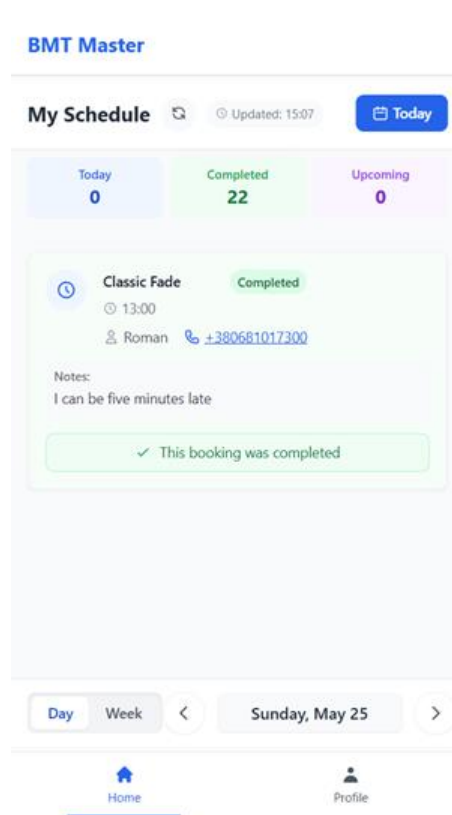 BMT Master
My Schedule Updated: 15:07 Today
Today Completed Upcoming
0 22 0
Classic Fade Completed
13:00
Roman +380681017300
Notes:
I can be five minutes late
This booking was completed
Day Week Sunday, May 25
Home Profile